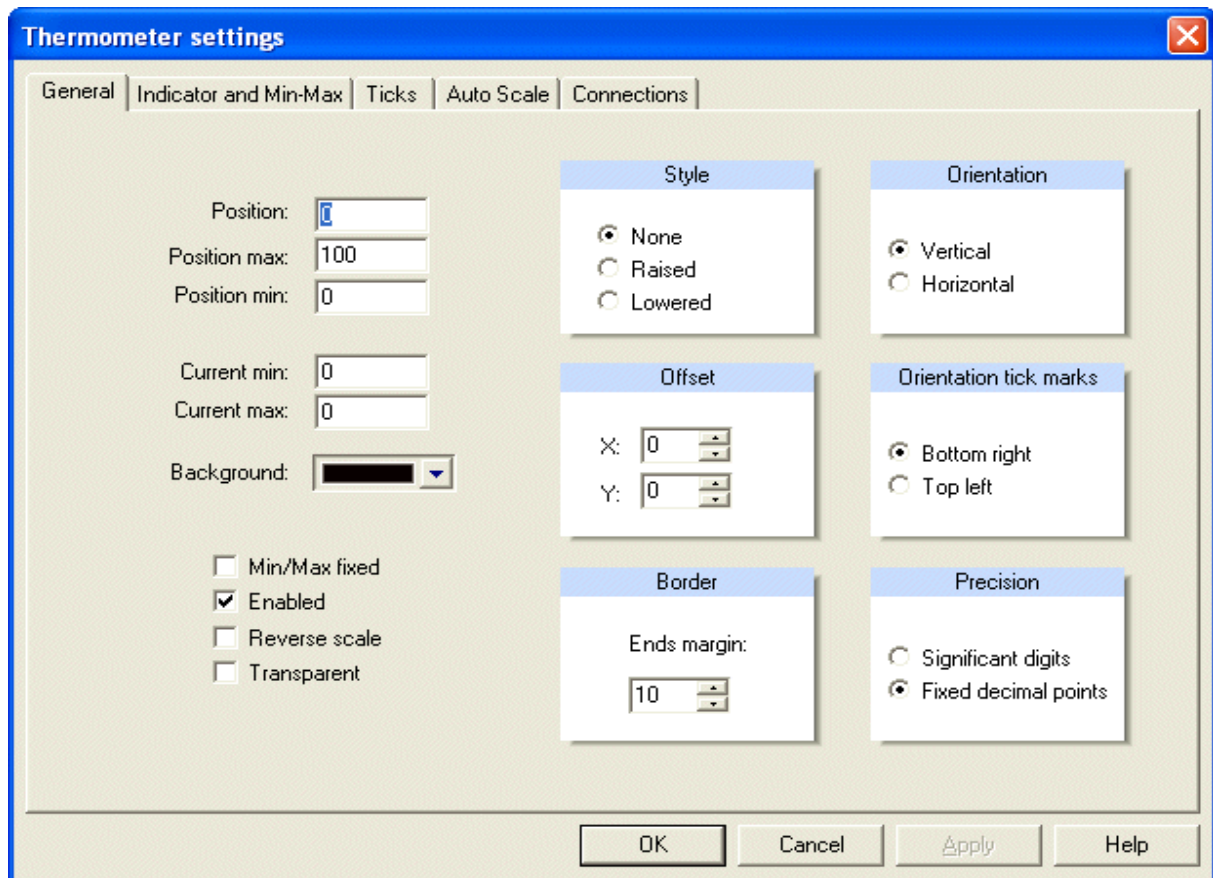 Thermometer settings
General Indicator and Min-Max Ticks Auto Scale Connections
Position: 0
Position max: 100
Position min: 0
Current min: 0
Current max: 0
Background:
Min/Max fixed
Enabled
Reverse scale
Transparent
Style
None
Raised
Lowered
Orientation
Vertical
Horizontal
Offset
X: 0
Y: 0
Orientation tick marks
Bottom right
Top left
Border
Ends margin:
10
Precision
Significant digits
Fixed decimal points
OK Cancel Apply Help